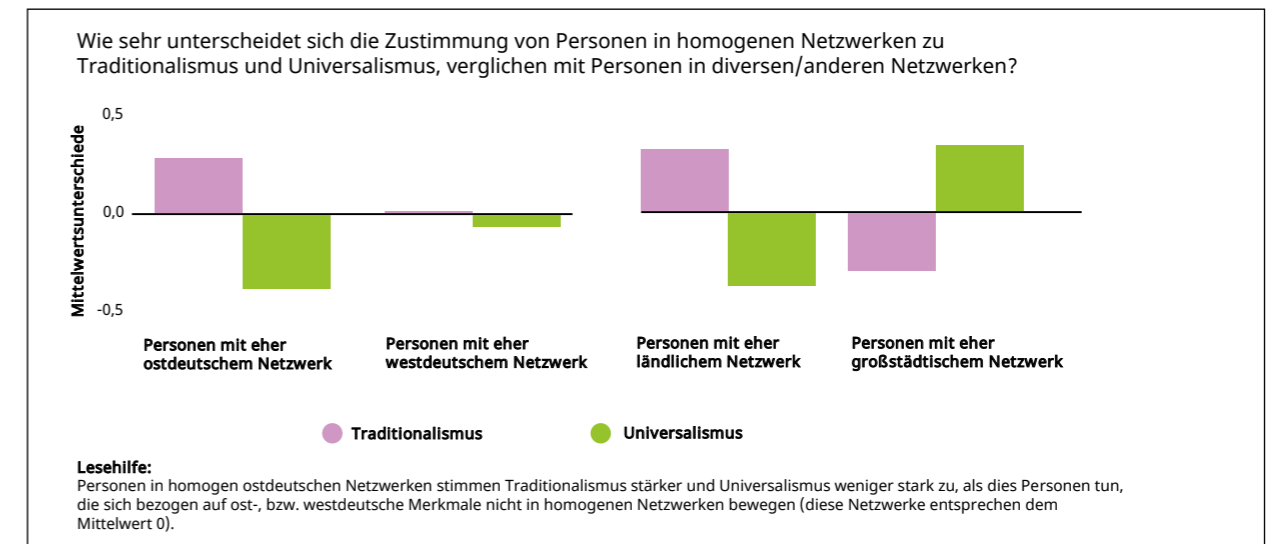 Wie sehr unterscheidet sich die Zustimmung von Personen in homogenen Netzwerken zu
Traditionalismus und Universalismus, verglichen mit Personen in diversen/anderen Netzwerken?
Mittelwertsunterschiede
0,5
0,0
-0,5
Personen mit eher
ostdeutschem Netzwerk
Personen mit eher
westdeutschem Netzwerk
Personen mit eher
ländlichem Netzwerk
Personen mit eher
großstädtischem Netzwerk
Traditionalismus
Universalismus
Lesehilfe:
Personen in homogen ostdeutschen Netzwerken stimmen Traditionalismus stärker und Universalismus weniger stark zu, als dies Personen tun,
die sich bezogen auf ost-, bzw. westdeutsche Merkmale nicht in homogenen Netzwerken bewegen (diese Netzwerke entsprechen dem
Mittelwert 0).